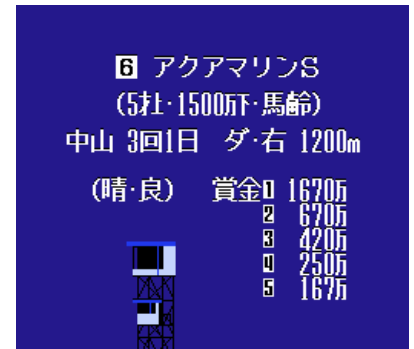 6 アクアマリンS
(5才上·1500万下·馬齢)
中山 3回1日 ダ·右 1200m
(晴·良) 賞金1 1670万
2 670万
3 420万
4 250万
5 167万